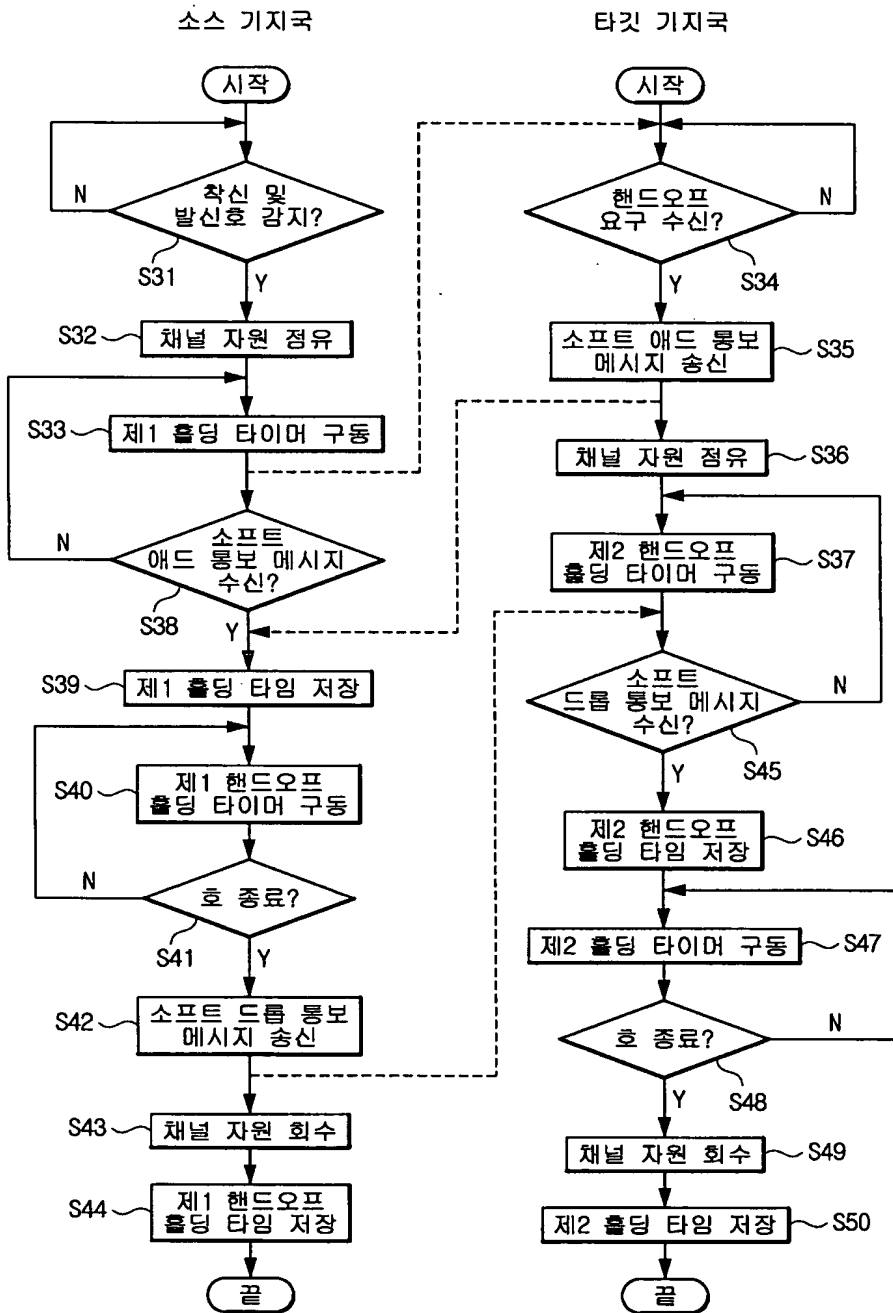 소스 기지국
시작
N
착신 및
발신호 감지?
S31
Y
S32
채널 자원 점유
S33
제1 홀딩 타이머 구동
N
소프트
애드 통보 메시지
수신?
S38
Y
S39
제1 홀딩 타임 저장
S40
제1 핸드오프
홀딩 타이머 구동
N
호 종료?
S41
Y
S42
소프트 드롭 통보
메시지 송신
S43
채널 자원 회수
S44
제1 핸드오프
홀딩 타임 저장
끝
타깃 기지국
시작
핸드오프
요구 수신?
N
S34
Y
소프트 애드 통보
메시지 송신
S35
채널 자원 점유
S36
제2 핸드오프
홀딩 타이머 구동
S37
소프트
드롭 통보 메시지
수신?
N
S45
Y
제2 핸드오프
홀딩 타임 저장
S46
제2 홀딩 타이머 구동
S47
호 종료?
N
S48
Y
채널 자원 회수
S49
제2 홀딩 타임 저장
S50
끝